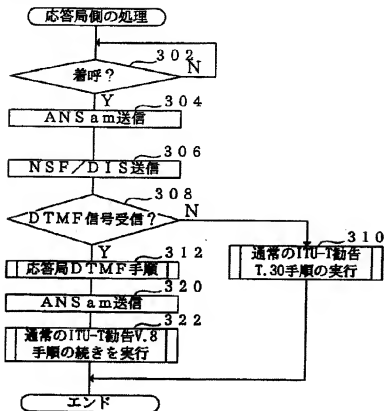 応答局側の処理
302
着呼?
N
Y
304
ANSam送信
306
NSF/DIS送信
308
DTMF信号受信?
N
Y
310
通常のITU-T勧告
T.30手順の実行
312
応答局DTMF手順
320
ANSam送信
322
通常のITU-T勧告V.8
手順の続きを実行
エンド